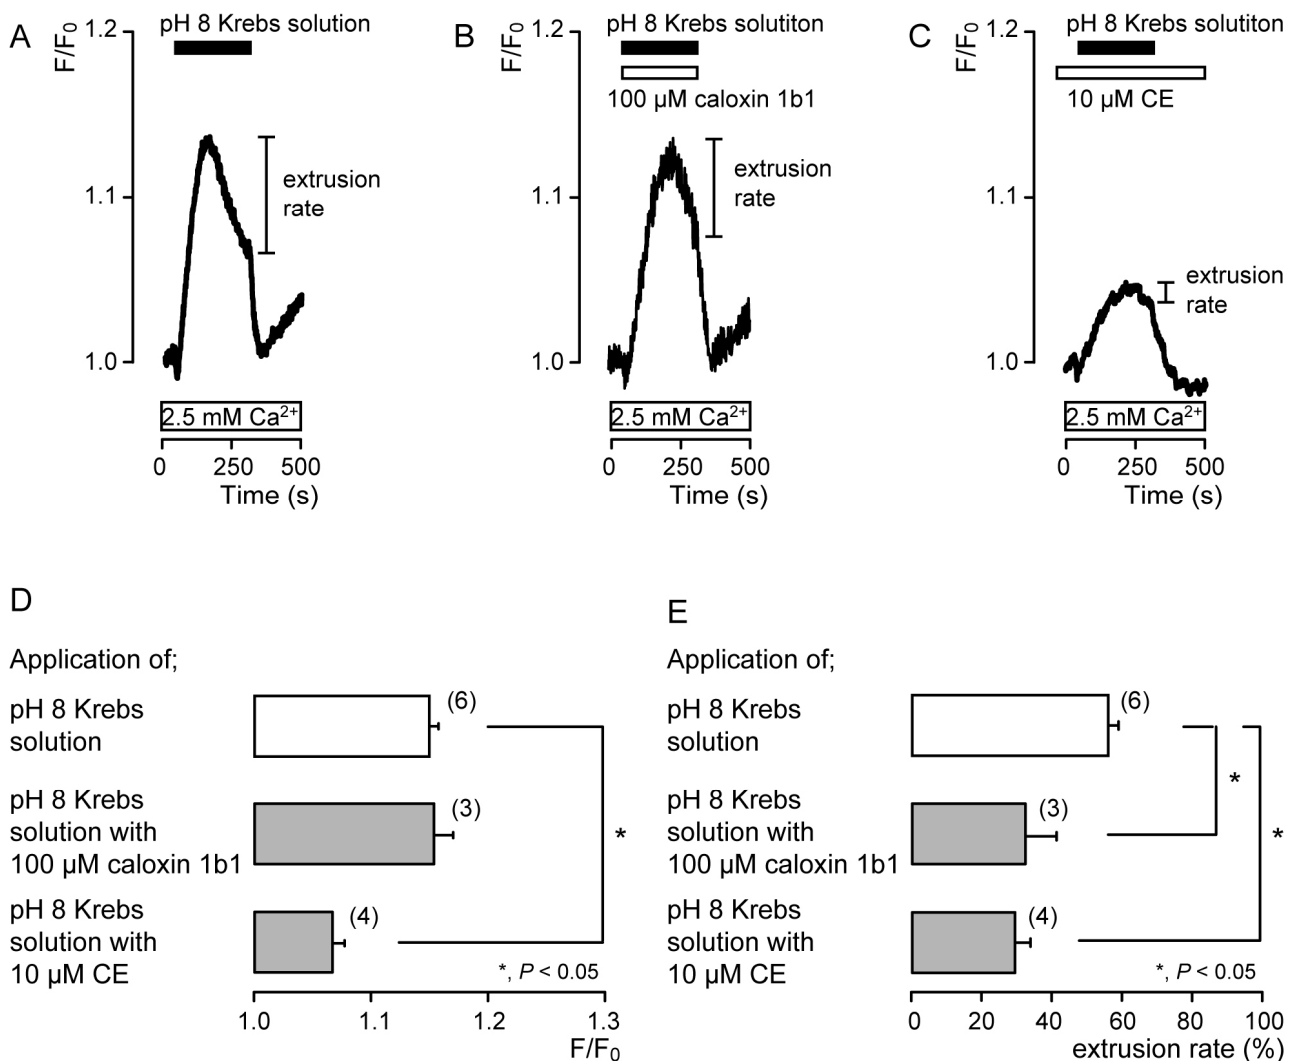 A
F/F0
1.2
1.1
1.0
pH 8 Krebs solution
extrusion
rate
2.5 mM Ca2+
0 250 500
Time (s)
B
F/F0
1.2
1.1
1.0
pH 8 Krebs solutition
100 μM caloxin 1b1
extrusion
rate
2.5 mM Ca2+
0 250 500
Time (s)
C
F/F0
1.2
1.1
1.0
pH 8 Krebs solutiton
10 μM CE
extrusion
rate
2.5 mM Ca2+
0 250 500
Time (s)
D
Application of;
pH 8 Krebs
solution
(6)
pH 8 Krebs
solution with
100 μM caloxin 1b1
(3)
*
pH 8 Krebs
solution with
10 μM CE
(4)
*, P < 0.05
1.0 1.1 1.2 1.3
F/F0
E
Application of;
pH 8 Krebs
solution
(6)
*
pH 8 Krebs
solution with
100 μM caloxin 1b1
(3)
*
pH 8 Krebs
solution with
10 μM CE
(4)
*, P < 0.05
0 20 40 60 80 100
extrusion rate (%)